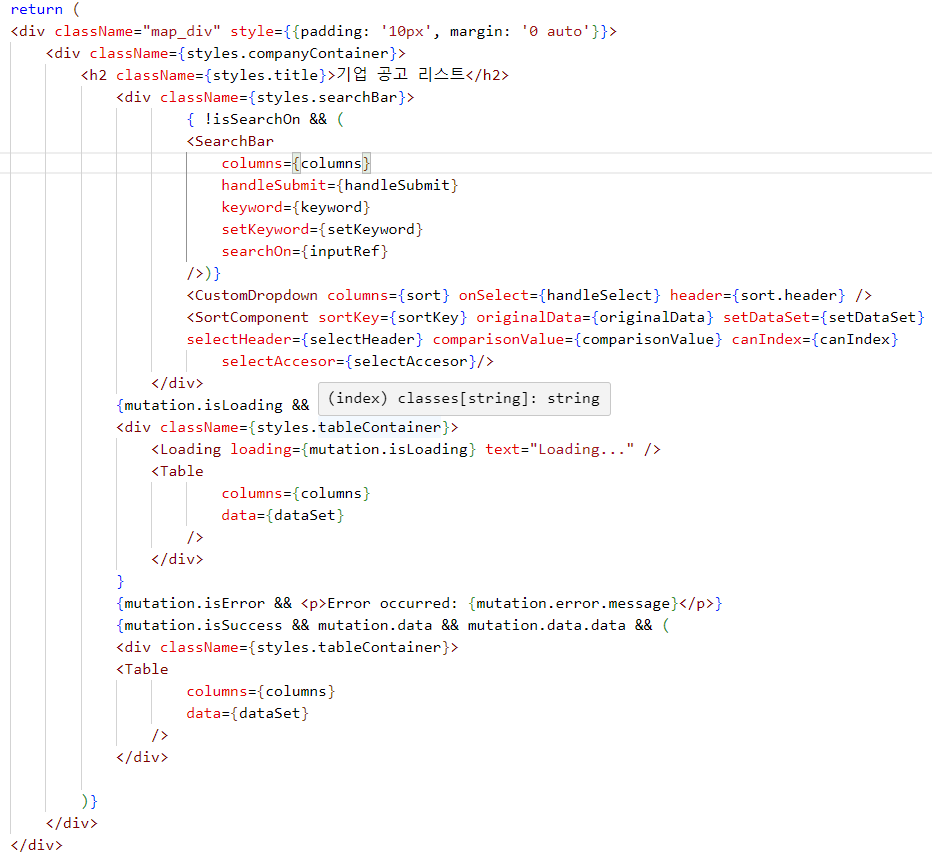 return (
<div className="map_div" style={{padding: '10px', margin: '0 auto'}}>
<div className={styles.companyContainer}>
<h2 className={styles.title}>기업 공고 리스트</h2>
<div className={styles.searchBar}>
{ !isSearchOn && (
<SearchBar
columns={columns}
handleSubmit={handleSubmit}
keyword={keyword}
setKeyword={setKeyword}
searchOn={inputRef}
/>)}
<CustomDropdown columns={sort} onSelect={handleSelect} header={sort.header} />
<SortComponent sortKey={sortKey} originalData={originalData} setDataSet={setDataSet}
selectHeader={selectHeader} comparisonValue={comparisonValue} canIndex={canIndex}
selectAccesor={selectAccesor}/>
</div>
{mutation.isLoading &&
(index) classes[string]: string
<div className={styles.tableContainer}>
<Loading loading={mutation.isLoading} text="Loading..." />
<Table
columns={columns}
data={dataSet}
/>
</div>
}
{mutation.isError && <p>Error occurred: {mutation.error.message}</p>}
{mutation.isSuccess && mutation.data && mutation.data.data && (
<div className={styles.tableContainer}>
<Table
columns={columns}
data={dataSet}
/>
</div>
)}
</div>
</div>